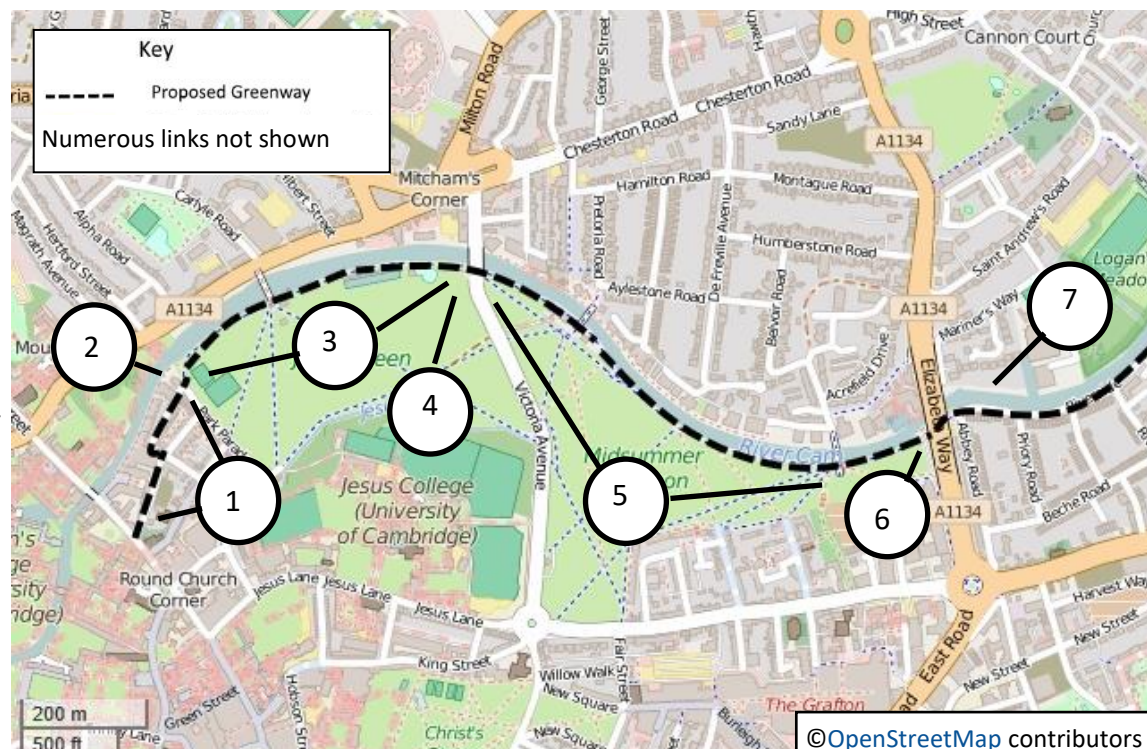 Key
Proposed Greenway
Numerous links not shown
High Street
Cannon Court
George Street
Milton Road
Chesterton Road
Chesterton Road
Sandy Lane
A1134
Mitcham's
Corner
Hamilton Road
Montague Road
Carlyle Road
Alpha Road
Hertford Street
Magrath Avenue
Pretoria Road
De Freville Avenue
Humberstone Road
Saint Andrew's Road
Logan
Aylestone Road
Belvoir Road
Mariner's Way
A1134
A1134
7
2
3
Acrefield Drive
Elizabeth Way
4
Victoria Avenue
Park Para
River Cam
Midsummer
Abbey Road
Priory Road
1
5
6
Jesus College
(University
of Cambridge)
A1134
Beche Road
Round Church
Corner
Jesus Lane
Jesus Lane
Jesus Lane
Harvest Way
New Street
King Street
Willow Walk
Fair Street
East Road
New Street
New Square
Hobson Street
Green Street
Christ's
New Square
The Grafton
200 m
500 ft
©OpenStreetMap contributors